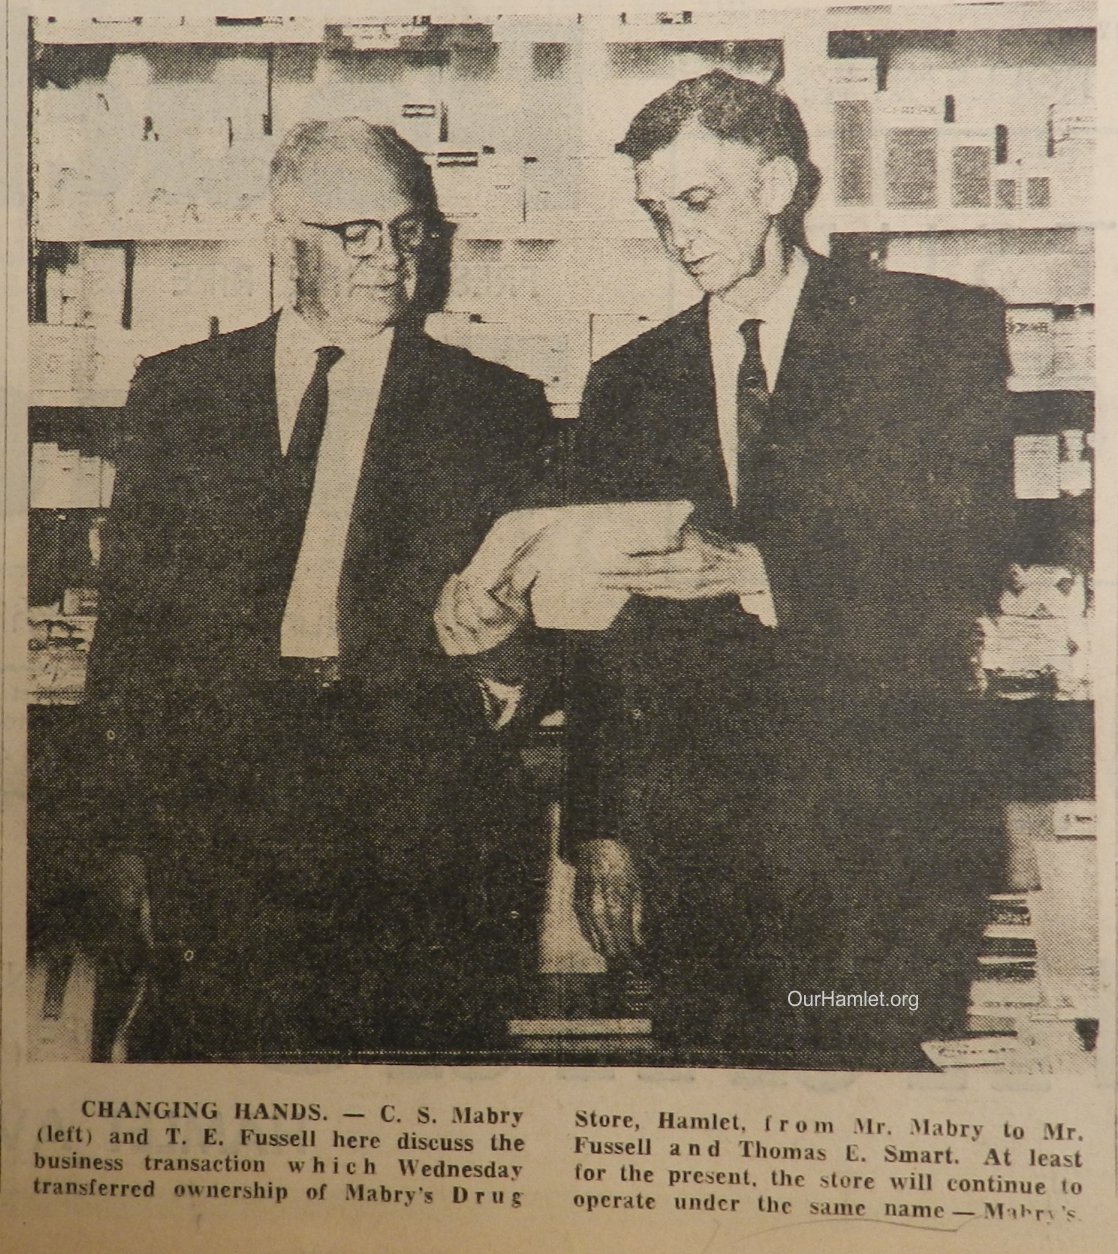 OurHamlet.org
CHANGING HANDS. — C. S. Mabry
(left) and T. E. Fussell here discuss the
business transaction which Wednesday
transferred ownership of Mabry's Drug
Store, Hamlet, from Mr. Mabry to Mr.
Fussell and Thomas E. Smart. At least
for the present, the store will continue to
operate under the same name — Mabry's.